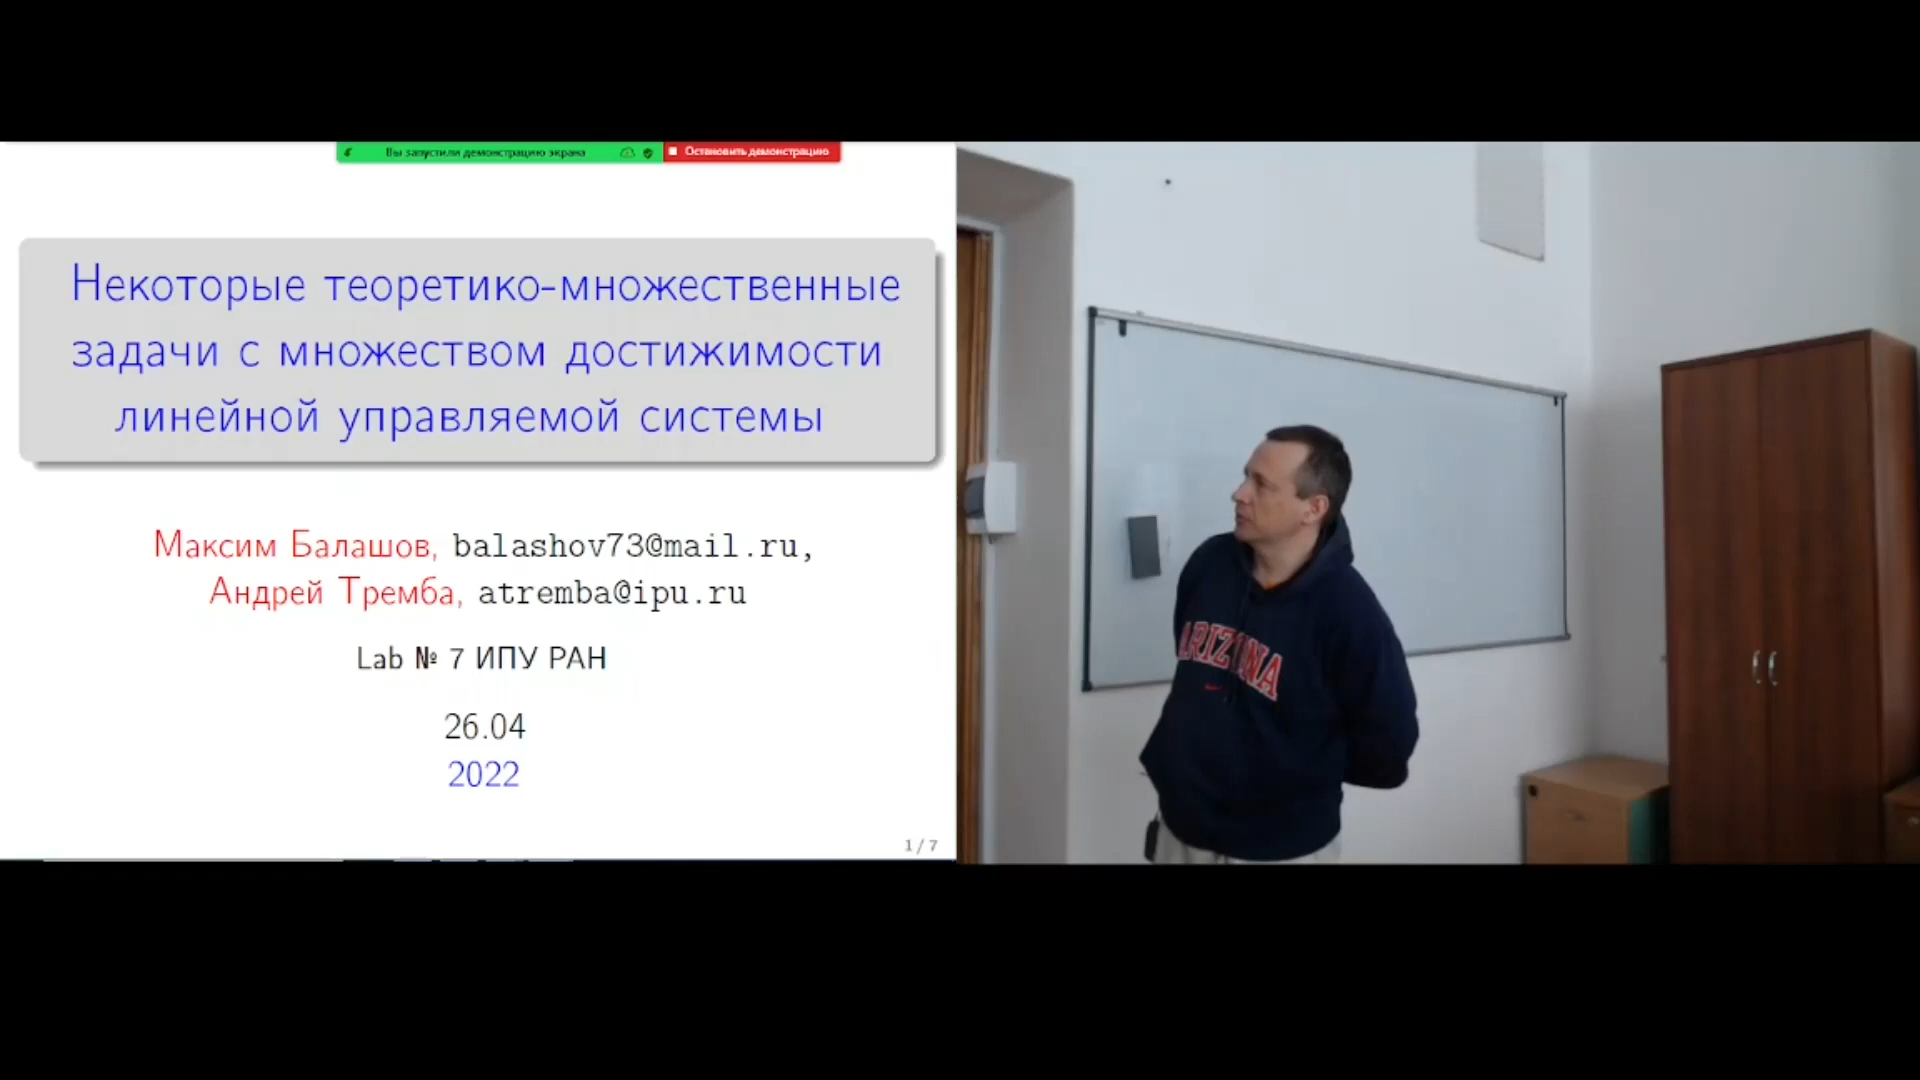 Вы запустили демонстрацию экрана
Остановить демонстрацию
Некоторые теоретико-множественные
задачи с множеством достижимости
линейной управляемой системы
Максим Балашов, balashov73@mail.ru,
Андрей Тремба, atremba@ipu.ru
Lab № 7 ИПУ РАН
26.04
2022
1 / 7
ARIZONA